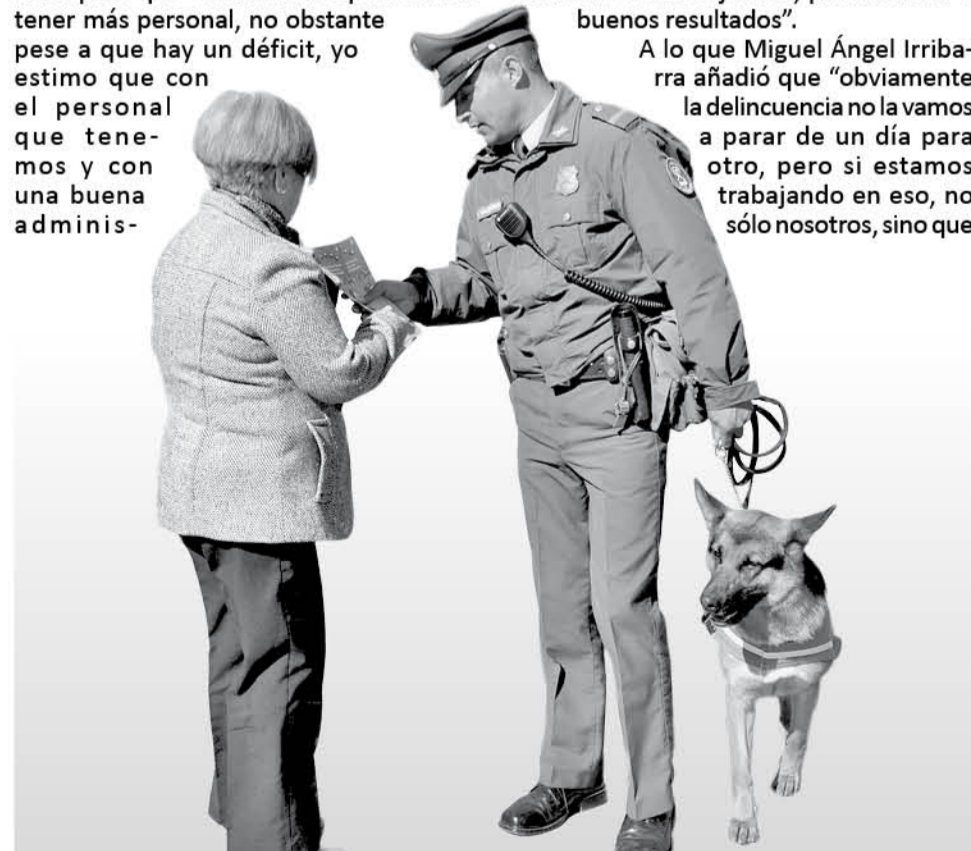 tener más personal, no obstante
pese a que hay un déficit, yo
estimo que con
el personal
que tene-
mos y con
una buena
adminis-
buenos resultados”.
A lo que Miguel Ángel Irriba-
rra añadió que “obviamente
la delincuencia no la vamos
a parar de un día para
otro, pero si estamos
trabajando en eso, no
sólo nosotros, sino que